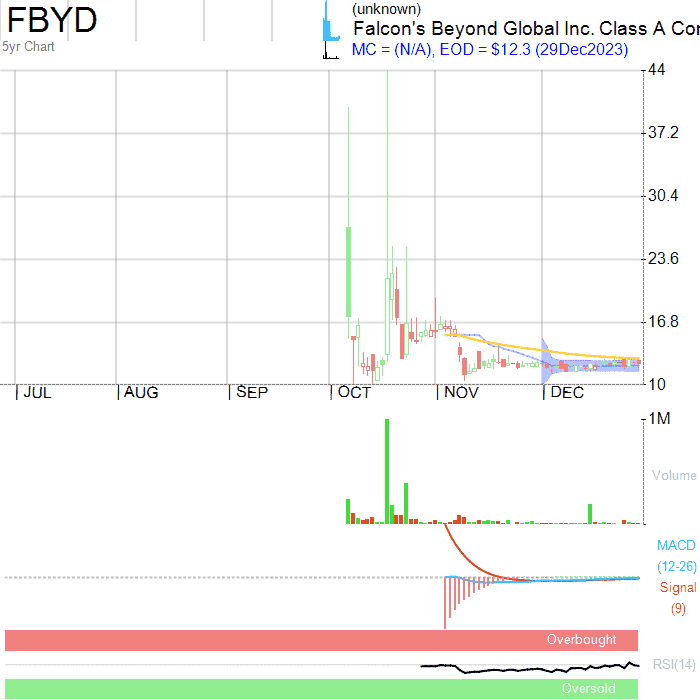 FBYD
5yr Chart
(unknown)
Falcon's Beyond Global Inc. Class A Cor
MC = (N/A), EOD = $12.3 (29Dec2023)
44
37.2
30.4
23.6
16.8
10
JUL AUG SEP OCT NOV DEC
1M
Volume
MACD
(12-26)
Signal
(9)
Overbought
RSI(14)
Oversold